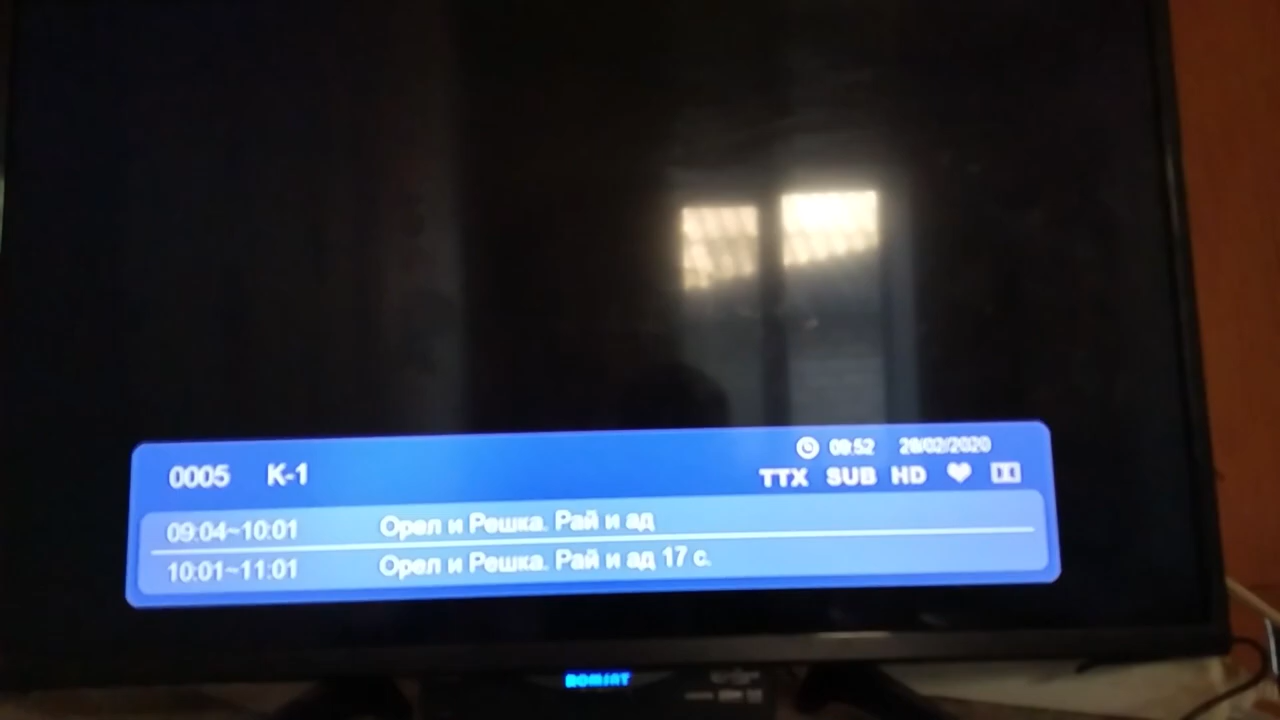 0005 K-1
09:52 28/02/2020
TTX SUB HD
09:04~10:01 Орел и Решка. Рай и ад
10:01~11:01 Орел и Решка. Рай и ад 17 с.
ROMSAT